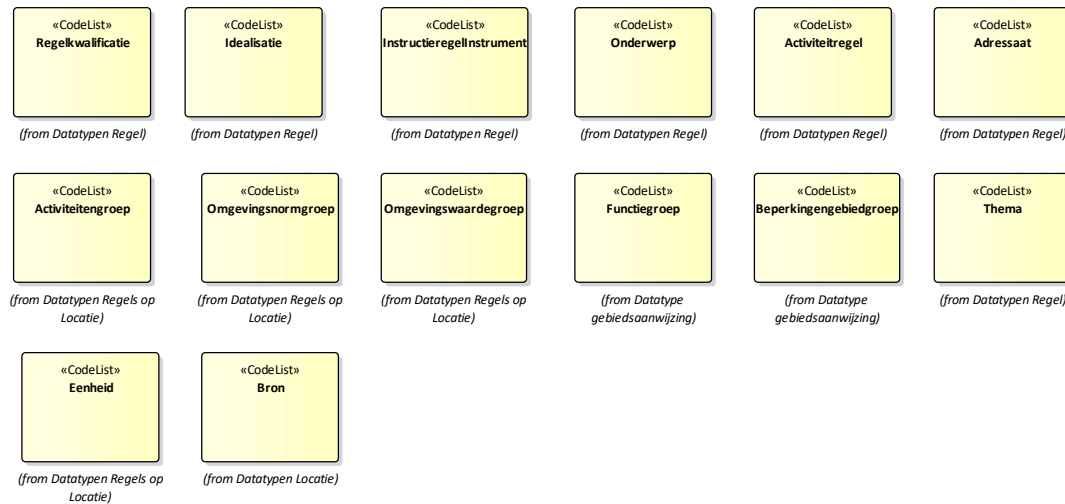 «CodeList»
Regelkwalificatie
(from Datatypen Regel)
«CodeList»
Idealisatie
(from Datatypen Regel)
«CodeList»
InstructieregelInstrument
(from Datatypen Regel)
«CodeList»
Onderwerp
(from Datatypen Regel)
«CodeList»
Activiteitregel
(from Datatypen Regel)
«CodeList»
Adressaat
(from Datatypen Regel)
«CodeList»
Activiteitengroep
(from Datatypen Regels op
Locatie)
«CodeList»
Omgevingsnormgroep
(from Datatypen Regels op
Locatie)
«CodeList»
Omgevingswaardegroep
(from Datatypen Regels op
Locatie)
«CodeList»
Functiegroep
(from Datatype
gebiedsaanwijzing)
«CodeList»
Beperkingengebiedgroep
(from Datatype
gebiedsaanwijzing)
«CodeList»
Thema
(from Datatypen Regel)
«CodeList»
Eenheid
(from Datatypen Regels op
Locatie)
«CodeList»
Bron
(from Datatypen Locatie)